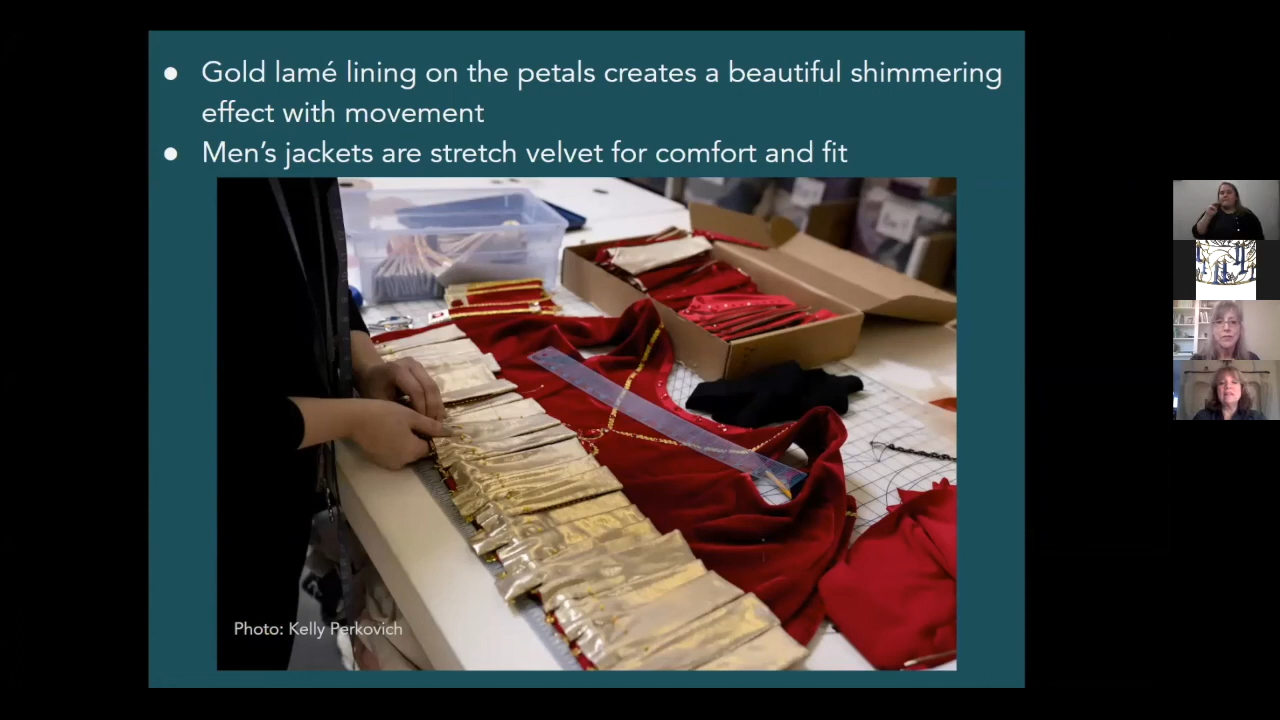 ● Gold lamé lining on the petals creates a beautiful shimmering
effect with movement
● Men's jackets are stretch velvet for comfort and fit
Photo: Kelly Perkovich